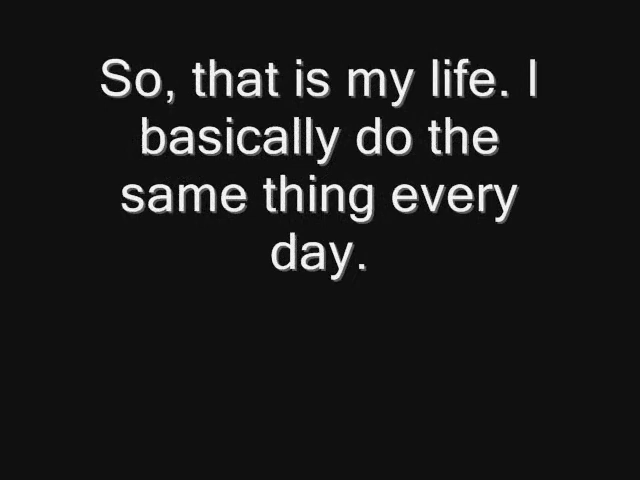 So, that is my life. I
basically do the
same thing every
day.